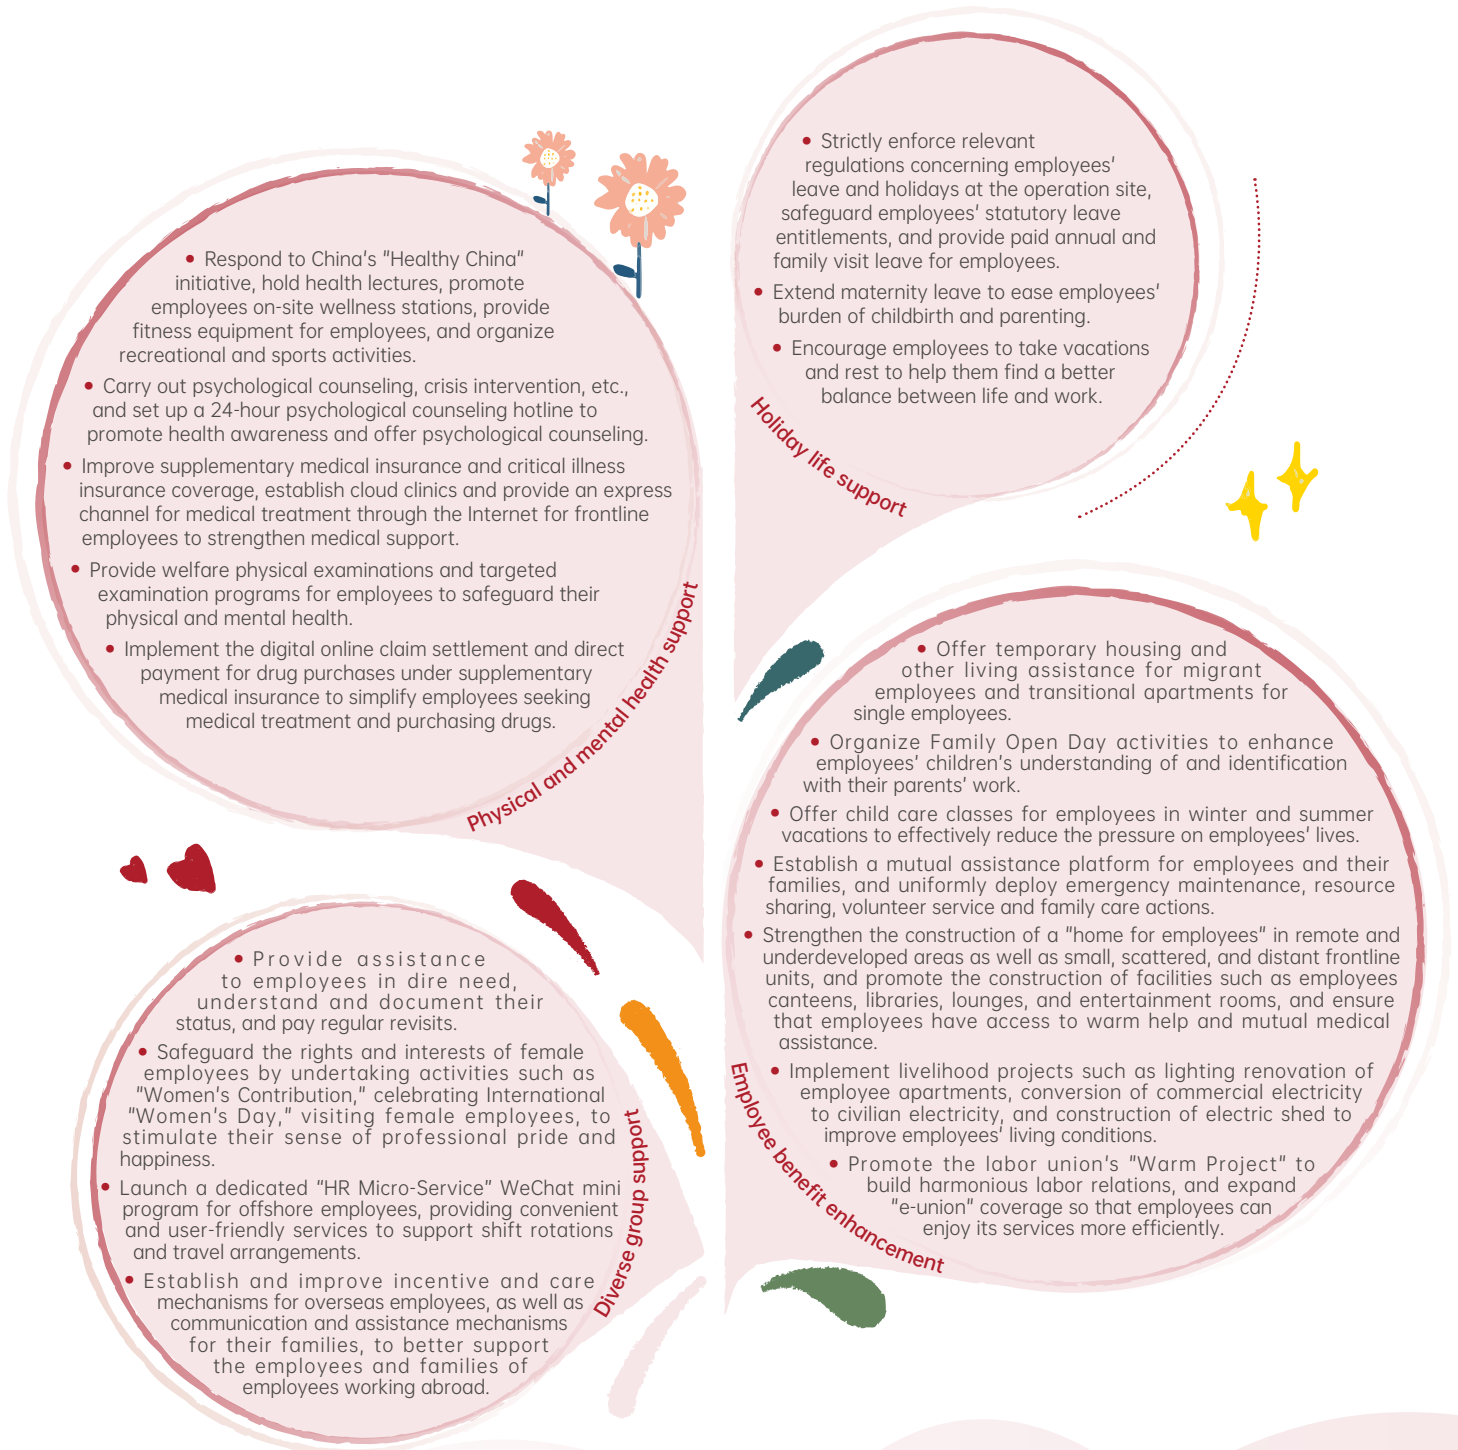 • Respond to China's "Healthy China"
initiative, hold health lectures, promote
employees on-site wellness stations, provide
fitness equipment for employees, and organize
recreational and sports activities.
• Carry out psychological counseling, crisis intervention, etc.,
and set up a 24-hour psychological counseling hotline to
promote health awareness and offer psychological counseling.
• Improve supplementary medical insurance and critical illness
insurance coverage, establish cloud clinics and provide an express
channel for medical treatment through the Internet for frontline
employees to strengthen medical support.
• Provide welfare physical examinations and targeted
examination programs for employees to safeguard their
physical and mental health.
• Implement the digital online claim settlement and direct
payment for drug purchases under supplementary
medical insurance to simplify employees seeking
medical treatment and purchasing drugs.
Physical and mental health support
• Strictly enforce relevant
regulations concerning employees'
leave and holidays at the operation site,
safeguard employees' statutory leave
entitlements, and provide paid annual and
family visit leave for employees.
• Extend maternity leave to ease employees'
burden of childbirth and parenting.
• Encourage employees to take vacations
and rest to help them find a better
balance between life and work.
Holiday life support
• Provide assistance
to employees in dire need,
understand and document their
status, and pay regular revisits.
• Safeguard the rights and interests of female
employees by undertaking activities such as
"Women's Contribution," celebrating International
"Women's Day," visiting female employees, to
stimulate their sense of professional pride and
happiness.
• Launch a dedicated "HR Micro-Service" WeChat mini
program for offshore employees, providing convenient
and user-friendly services to support shift rotations
and travel arrangements.
• Establish and improve incentive and care
mechanisms for overseas employees, as well as
communication and assistance mechanisms
for their families, to better support
the employees and families of
employees working abroad.
Diverse group support
• Offer temporary housing and
other living assistance for migrant
employees and transitional apartments for
single employees.
• Organize Family Open Day activities to enhance
employees' children's understanding of and identification
with their parents' work.
• Offer child care classes for employees in winter and summer
vacations to effectively reduce the pressure on employees' lives.
• Establish a mutual assistance platform for employees and their
families, and uniformly deploy emergency maintenance, resource
sharing, volunteer service and family care actions.
• Strengthen the construction of a "home for employees" in remote and
underdeveloped areas as well as small, scattered, and distant frontline
units, and promote the construction of facilities such as employees
canteens, libraries, lounges, and entertainment rooms, and ensure
that employees have access to warm help and mutual medical
assistance.
• Implement livelihood projects such as lighting renovation of
employee apartments, conversion of commercial electricity
to civilian electricity, and construction of electric shed to
improve employees' living conditions.
• Promote the labor union's "Warm Project" to
build harmonious labor relations, and expand
"e-union" coverage so that employees can
enjoy its services more efficiently.
Employee benefit enhancement